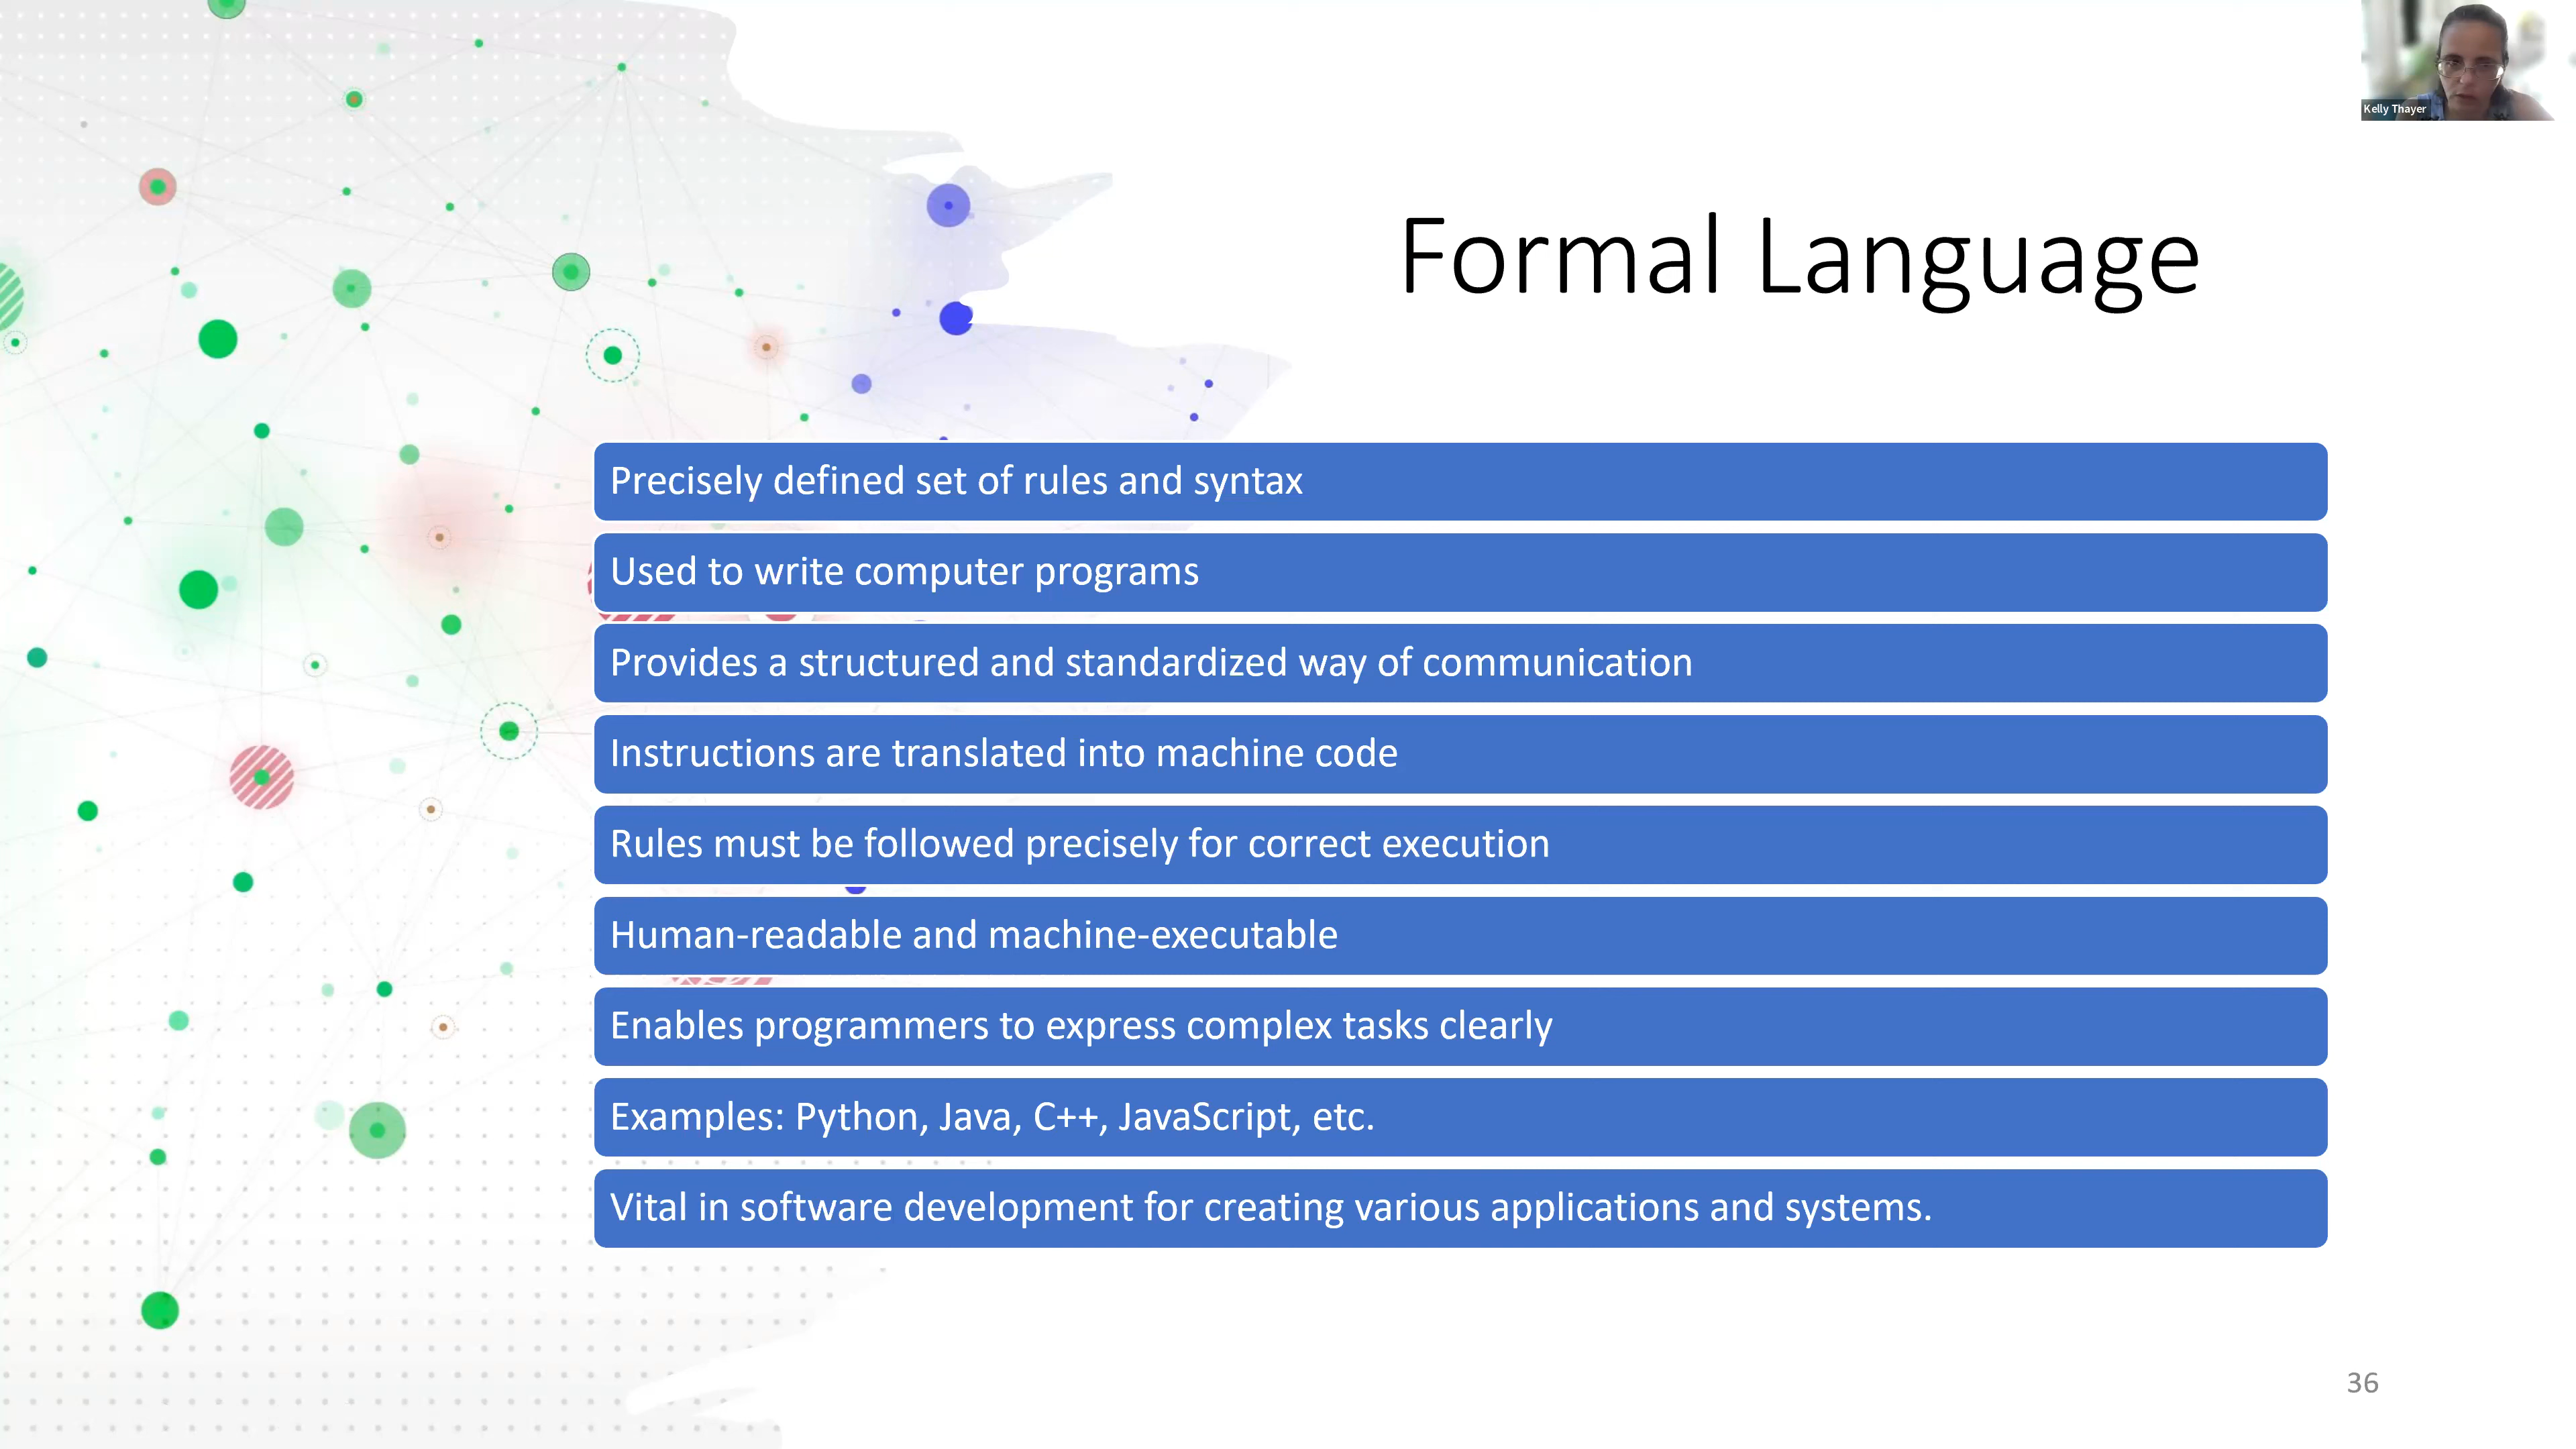 Kelly Thayer
Formal Language
Precisely defined set of rules and syntax
Used to write computer programs
Provides a structured and standardized way of communication
Instructions are translated into machine code
Rules must be followed precisely for correct execution
Human-readable and machine-executable
Enables programmers to express complex tasks clearly
Examples: Python, Java, C++, JavaScript, etc.
Vital in software development for creating various applications and systems.
36